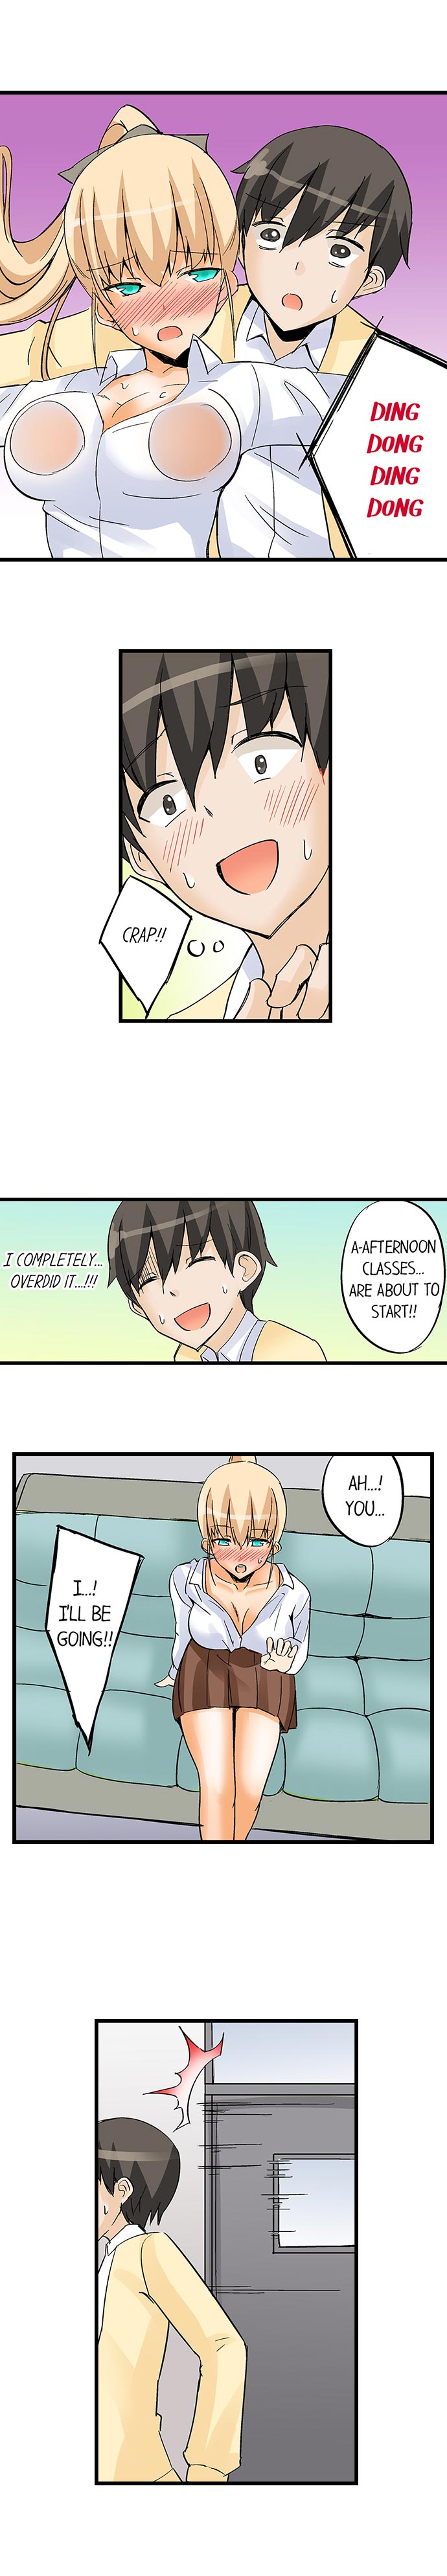 DING
DONG
DING
DONG
CRAP!!
I COMPLETELY...
OVERDID IT...!!!
A-AFTERNOON
CLASSES...
ARE ABOUT TO
START!!
AH...!
YOU...
I...!
I'LL BE
GOING!!